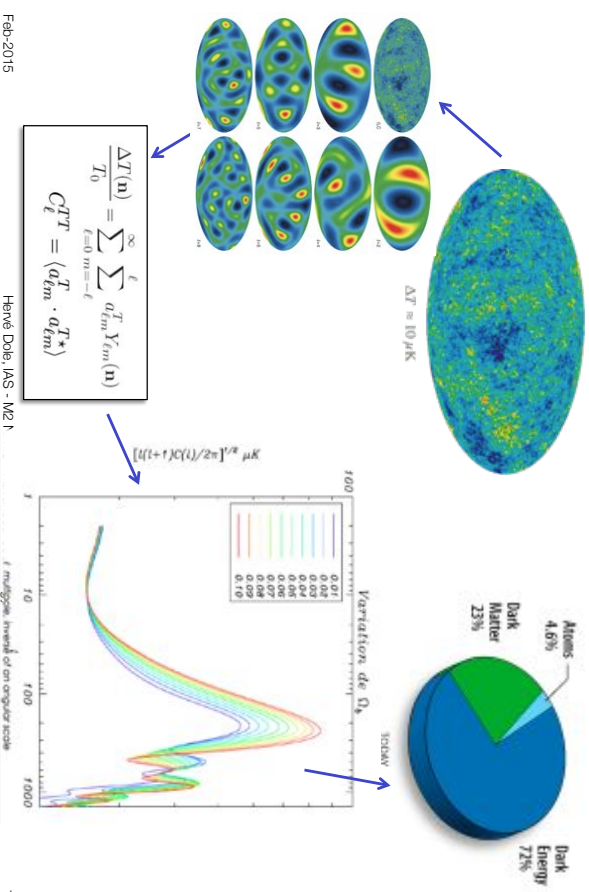 ΔT ≈ 10 μK
ΔT(n)/T₀ = ∑_{ℓ=0}^{∞} ∑_{m=−ℓ}^{ℓ} a^T_{ℓm} Y_{ℓm}(n)
C^{TT}_ℓ = ⟨a^T_{ℓm} · a^{T⋆}_{ℓm}⟩
Variation de Ω_b
[l(l+1)C(l)/2π]^{1/2} μK
100
0.01
0.02
0.03
0.04
0.05
0.06
0.07
0.08
0.09
0.10
1
10
100
1000
ℓ multipole, inverse of an angular scale
TODAY
Atoms
4.6%
Dark
Matter
23%
Dark
Energy
72%
Feb-2015
Hervé Dole, IAS - M2 N